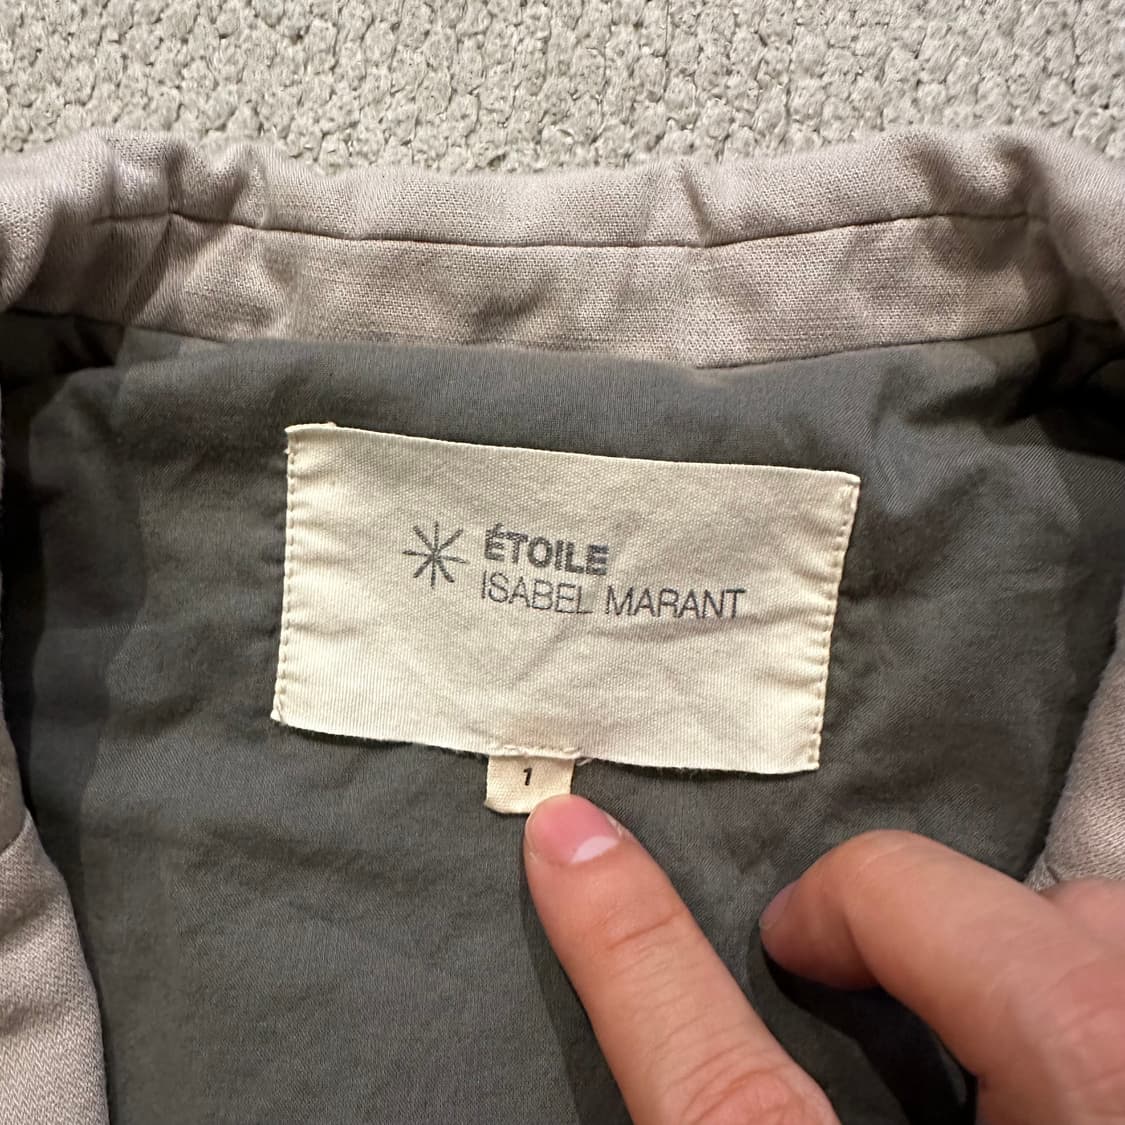 ÉTOILE
ISABEL MARANT
1